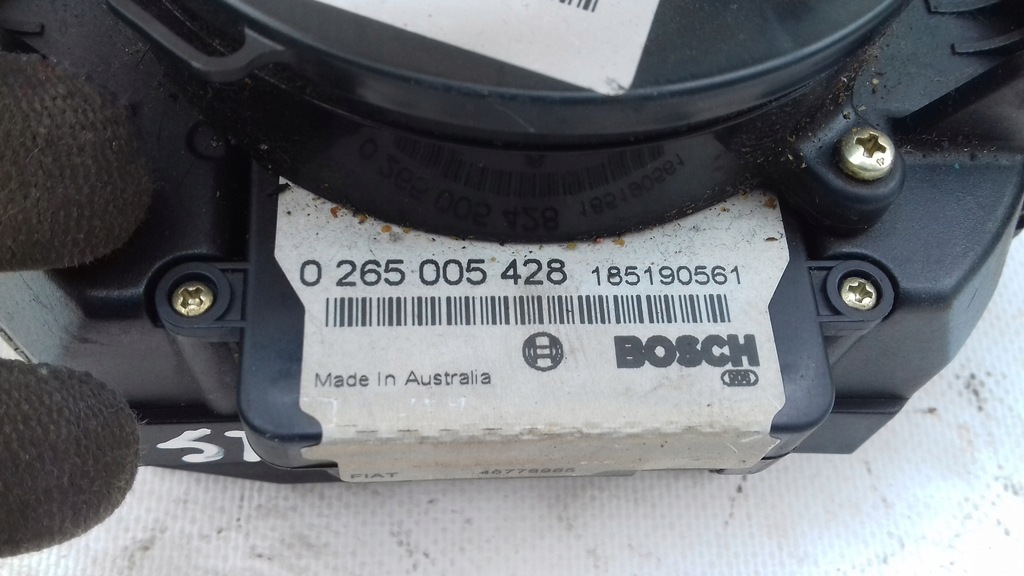 0 265 005 428 185190561
BOSCH
Made In Australia
FIAT